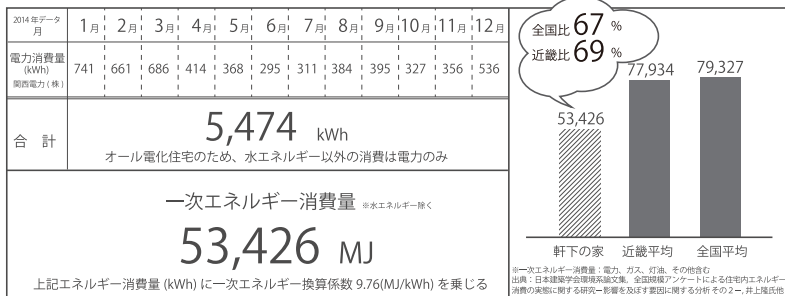 2014年データ 月 1月 2月 3月 4月 5月 6月 7月 8月 9月 10月 11月 12月
電力消費量 (kWh) 関西電力(株) 741 661 686 414 368 295 311 384 395 327 356 536
合 計 5,474 kWh
オール電化住宅のため、水エネルギー以外の消費は電力のみ
一次エネルギー消費量 ※水エネルギー除く
53,426 MJ
上記エネルギー消費量(kWh)に一次エネルギー換算係数9.76(MJ/kWh)を乗じる
全国比67 %
近畿比69 %
53,426 77,934 79,327
軒下の家 近畿平均 全国平均
※一次エネルギー消費量:電力、ガス、灯油、その他含む
出典:日本建築学会環境系論文集，全国規模アンケートによる住宅内エネルギー
消費の実態に関する研究ー影響を及ぼす要因に関する分析 その2ー, 井上隆氏他